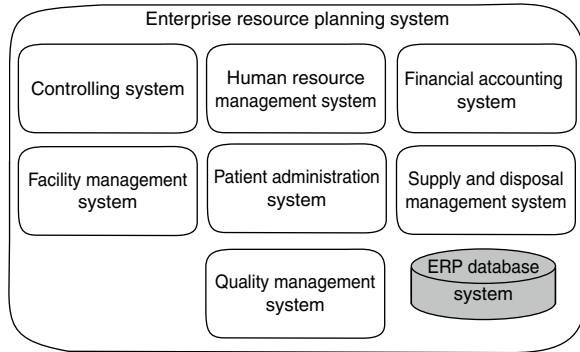 Enterprise resource planning system
Controlling system
Human resource
management system
Financial accounting
system
Facility management
system
Patient administration
system
Supply and disposal
management system
Quality management
system
ERP database
system